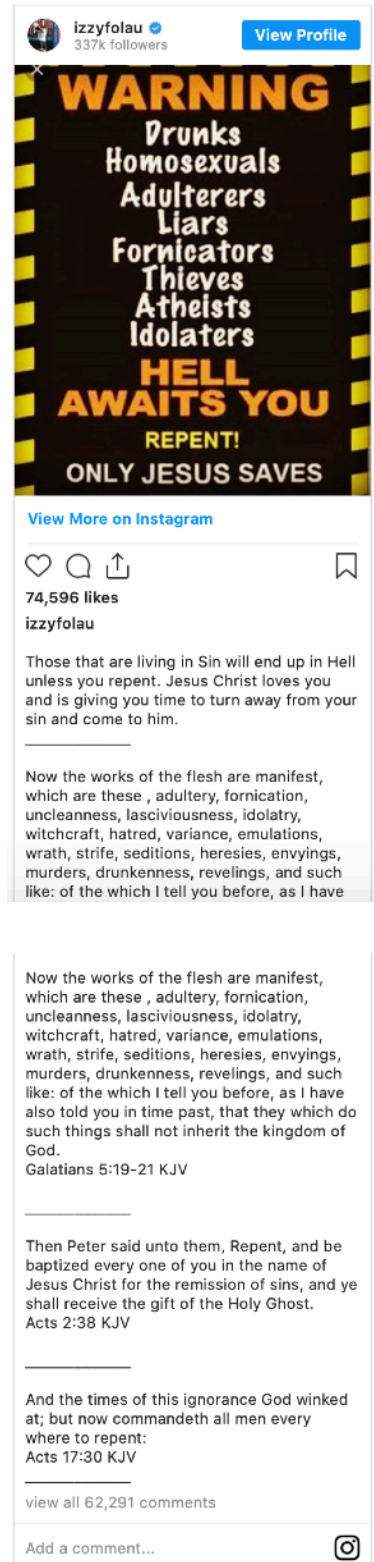 izzyfolau
337k followers
View Profile
WARNING
Drunks
Homosexuals
Adulterers
Liars
Fornicators
Thieves
Atheists
Idolaters
HELL
AWAITS YOU
REPENT!
ONLY JESUS SAVES
View More on Instagram
74,596 likes
izzyfolau
Those that are living in Sin will end up in Hell
unless you repent. Jesus Christ loves you
and is giving you time to turn away from your
sin and come to him.
_______________
Now the works of the flesh are manifest,
which are these , adultery, fornication,
uncleanness, lasciviousness, idolatry,
witchcraft, hatred, variance, emulations,
wrath, strife, seditions, heresies, envyings,
murders, drunkenness, revelings, and such
like: of the which I tell you before, as I have
Now the works of the flesh are manifest,
which are these , adultery, fornication,
uncleanness, lasciviousness, idolatry,
witchcraft, hatred, variance, emulations,
wrath, strife, seditions, heresies, envyings,
murders, drunkenness, revelings, and such
like: of the which I tell you before, as I have
also told you in time past, that they which do
such things shall not inherit the kingdom of
God.
Galatians 5:19-21 KJV
_______________
Then Peter said unto them, Repent, and be
baptized every one of you in the name of
Jesus Christ for the remission of sins, and ye
shall receive the gift of the Holy Ghost.
Acts 2:38 KJV
_______________
And the times of this ignorance God winked
at; but now commandeth all men every
where to repent:
Acts 17:30 KJV
_______________
view all 62,291 comments
Add a comment...